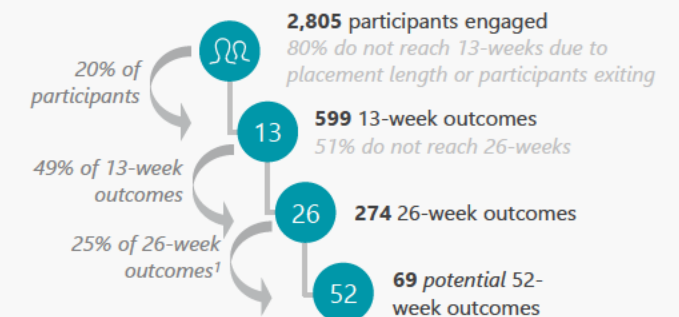 2,805 participants engaged
80% do not reach 13-weeks due to
placement length or participants exiting
20% of
participants
13
599 13-week outcomes
51% do not reach 26-weeks
49% of 13-week
outcomes
26
274 26-week outcomes
25% of 26-week
outcomes¹
52
69 potential 52-
week outcomes